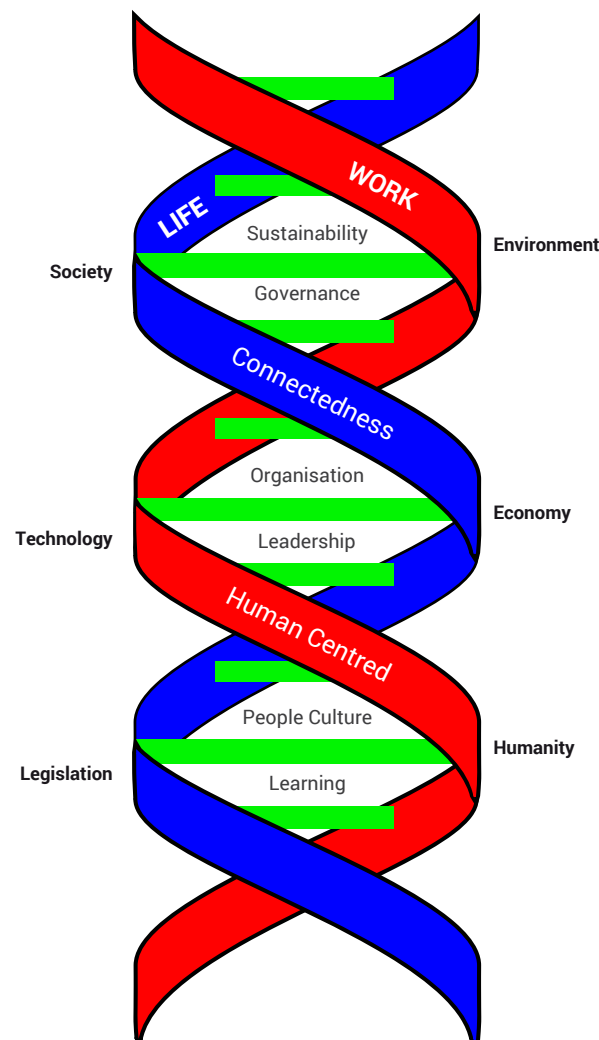 WORK
LIFE
Sustainability
Environment
Society
Governance
Connectedness
Organisation
Economy
Technology
Leadership
Human Centred
People Culture
Humanity
Legislation
Learning